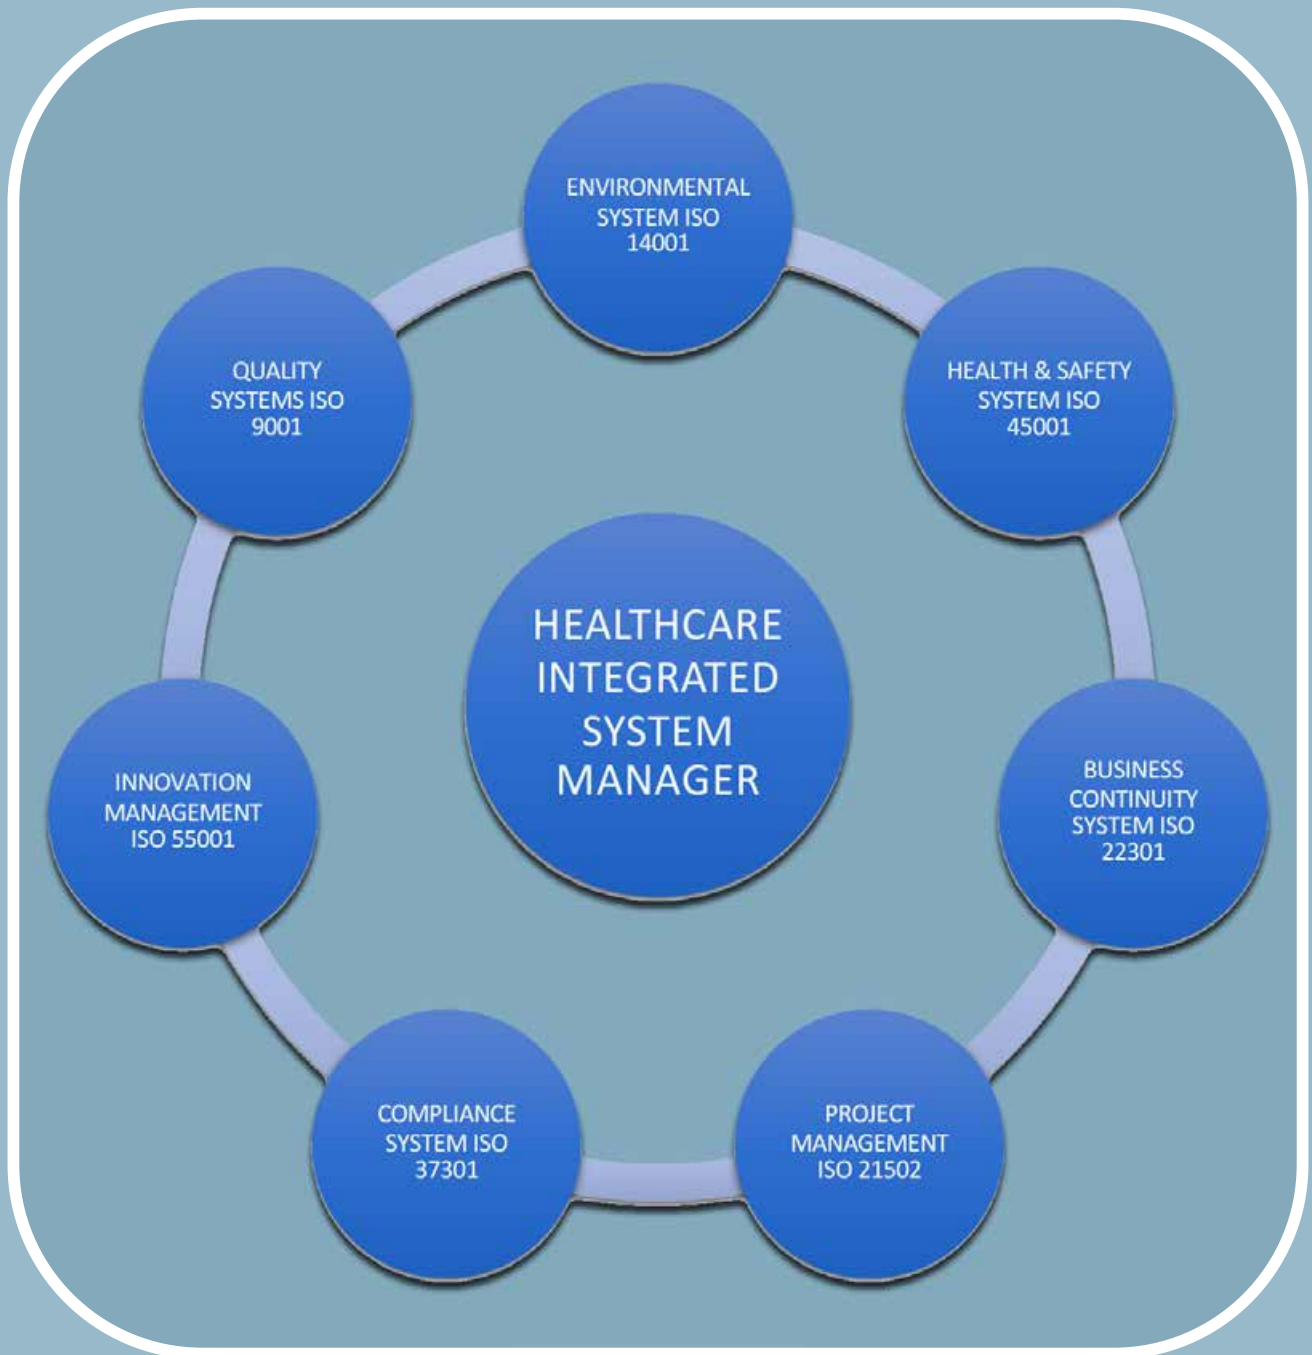 ENVIRONMENTAL
SYSTEM ISO
14001
HEALTH & SAFETY
SYSTEM ISO
45001
BUSINESS
CONTINUITY
SYSTEM ISO
22301
PROJECT
MANAGEMENT
ISO 21502
COMPLIANCE
SYSTEM ISO
37301
INNOVATION
MANAGEMENT
ISO 55001
QUALITY
SYSTEMS ISO
9001
HEALTHCARE
INTEGRATED
SYSTEM
MANAGER